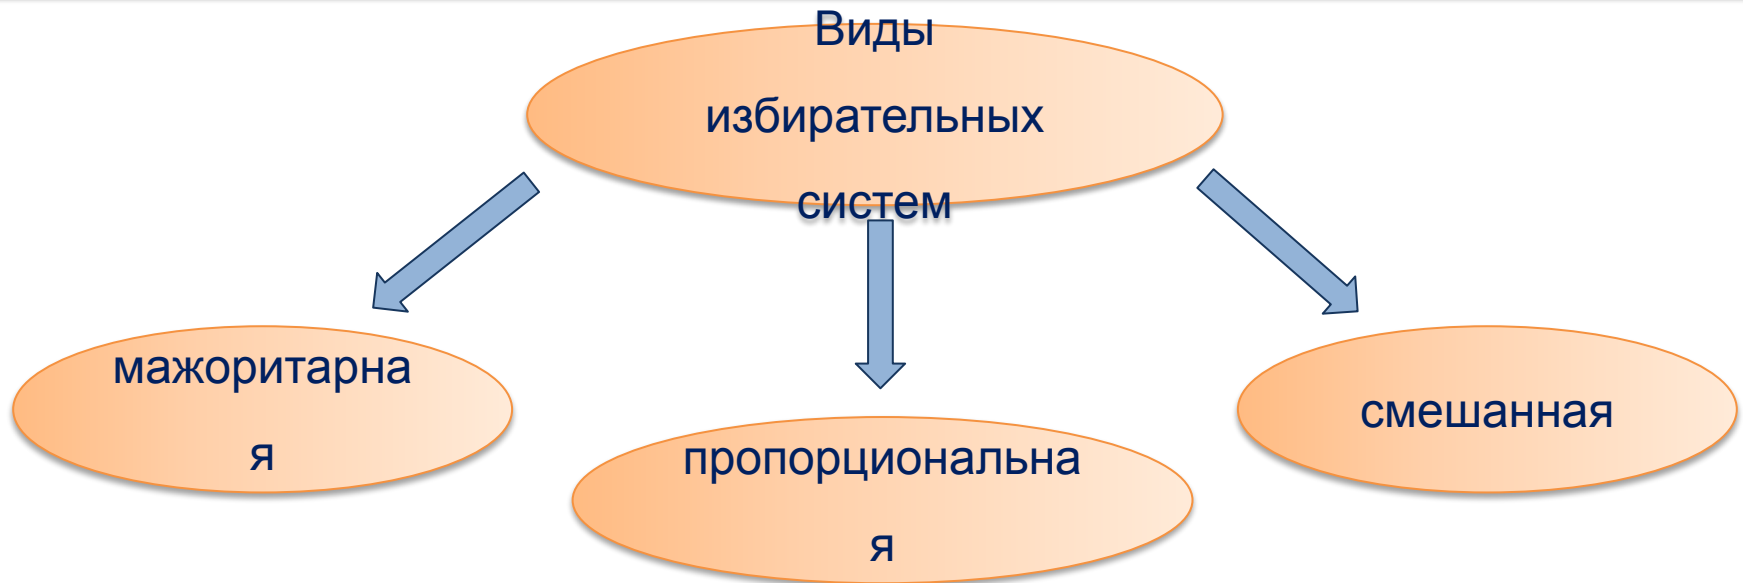 Виды
избирательных
систем
мажоритарна
я
пропорциональна
я
смешанная